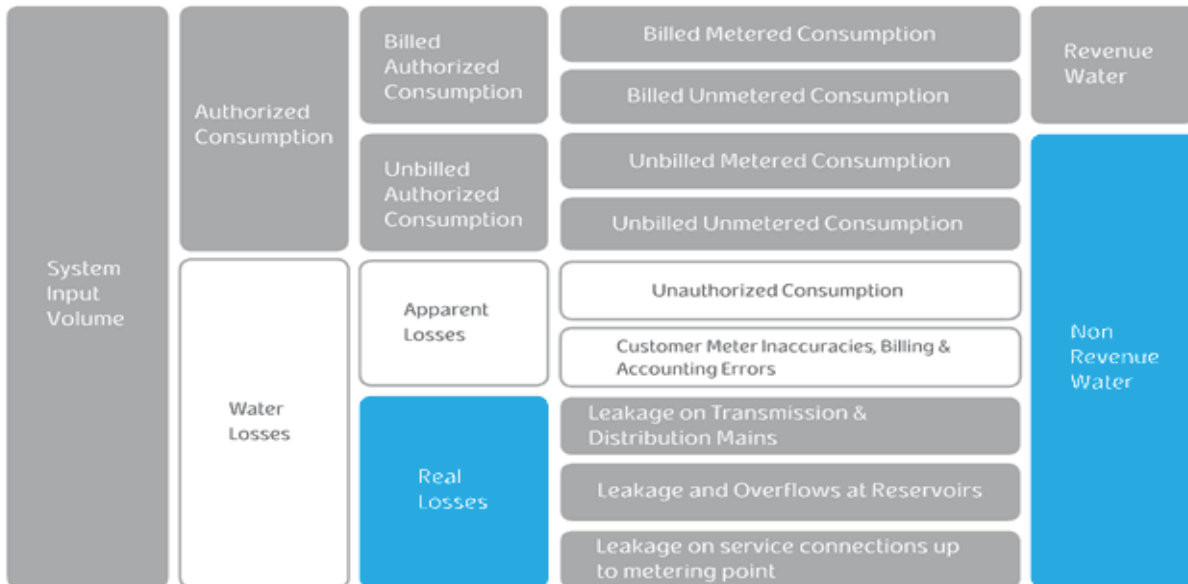 System
Input
Volume
Authorized
Consumption
Water
Losses
Billed
Authorized
Consumption
Unbilled
Authorized
Consumption
Apparent
Losses
Real
Losses
Billed Metered Consumption
Billed Unmetered Consumption
Unbilled Metered Consumption
Unbilled Unmetered Consumption
Unauthorized Consumption
Customer Meter Inaccuracies, Billing &
Accounting Errors
Leakage on Transmission &
Distribution Mains
Leakage and Overflows at Reservoirs
Leakage on service connections up
to metering point
Revenue
Water
Non
Revenue
Water